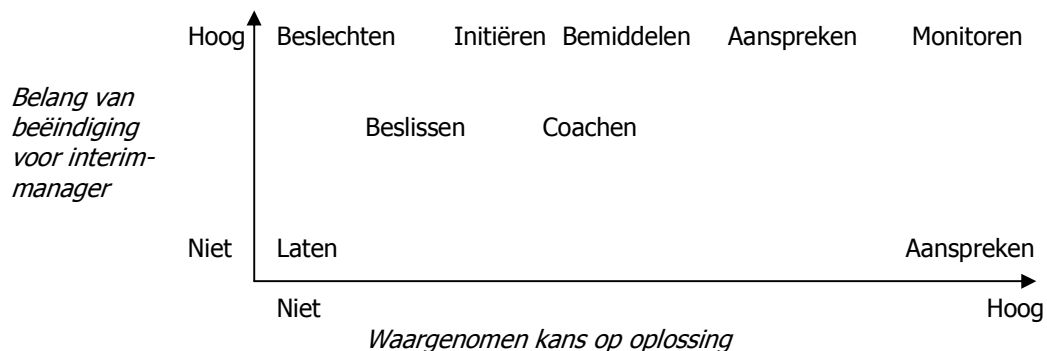 Hoog Beslechten Initiëren Bemiddelen Aanspreken Monitoren
Belang van
beëindiging
voor interim-
manager
Beslissen Coachen
Niet Laten Aanspreken
Niet Hoog
Waargenomen kans op oplossing